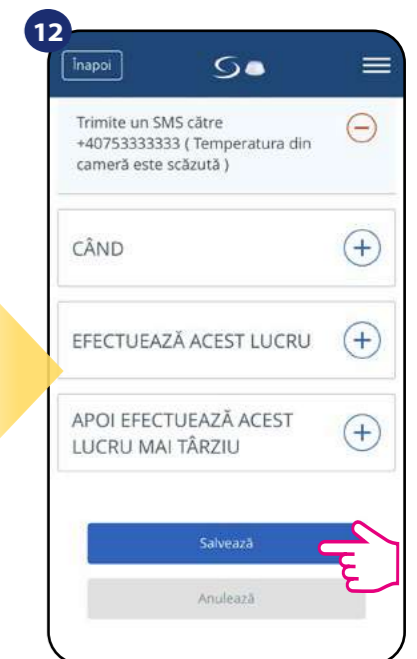 12
Înapoi
Trimite un SMS către
+40753333333 ( Temperatura din
cameră este scăzută )
CÂND
EFECTUEAZĂ ACEST LUCRU
APOI EFECTUEAZĂ ACEST
LUCRU MAI TÂRZIU
Salvează
Anulează